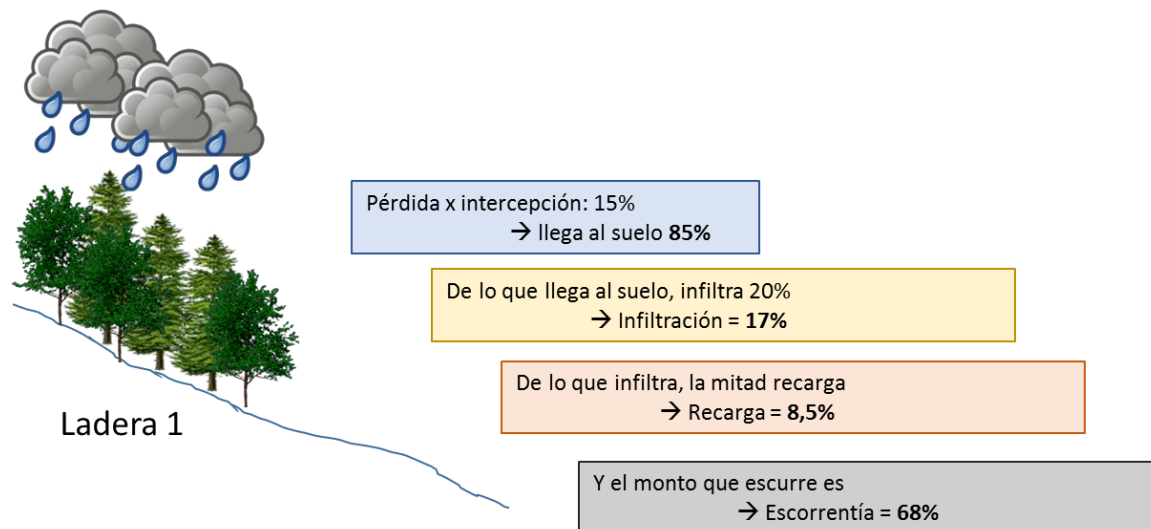 Pérdida x intercepción: 15%
→ llega al suelo 85%
De lo que llega al suelo, infiltra 20%
→ Infiltración = 17%
De lo que infiltra, la mitad recarga
→ Recarga = 8,5%
Ladera 1
Y el monto que escurre es
→ Escorrentía = 68%